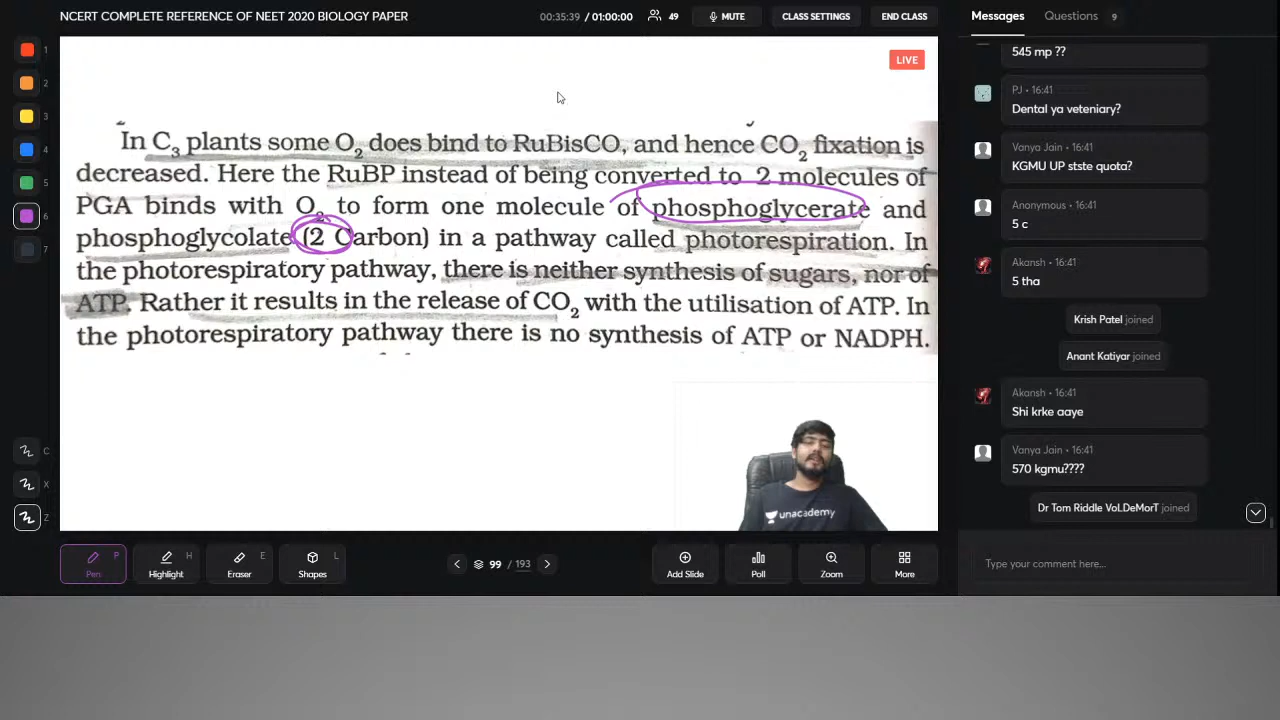 NCERT COMPLETE REFERENCE OF NEET 2020 BIOLOGY PAPER
00:35:39 / 01:00:00
49
MUTE
CLASS SETTINGS
END CLASS
Messages
Questions
9
LIVE
1
2
3
4
5
6
7
C
X
Z
In C3 plants some O2 does bind to RuBisCO, and hence CO2 fixation is
decreased. Here the RuBP instead of being converted to 2 molecules of
PGA binds with O2 to form one molecule of phosphoglycerate and
phosphoglycolate (2 Carbon) in a pathway called photorespiration. In
the photorespiratory pathway, there is neither synthesis of sugars, nor of
ATP. Rather it results in the release of CO2 with the utilisation of ATP. In
the photorespiratory pathway there is no synthesis of ATP or NADPH.
unacademy
545 mp ??
PJ • 16:41
Dental ya veteniary?
Vanya Jain • 16:41
KGMU UP stste quota?
Anonymous • 16:41
5 c
Akansh • 16:41
5 tha
Krish Patel joined
Anant Katiyar joined
Akansh • 16:41
Shi krke aaye
Vanya Jain • 16:41
570 kgmu????
Dr Tom Riddle VoLDeMorT joined
Type your comment here...
P
Pen
H
Highlight
E
Eraser
L
Shapes
99 / 193
Add Slide
Poll
Zoom
More